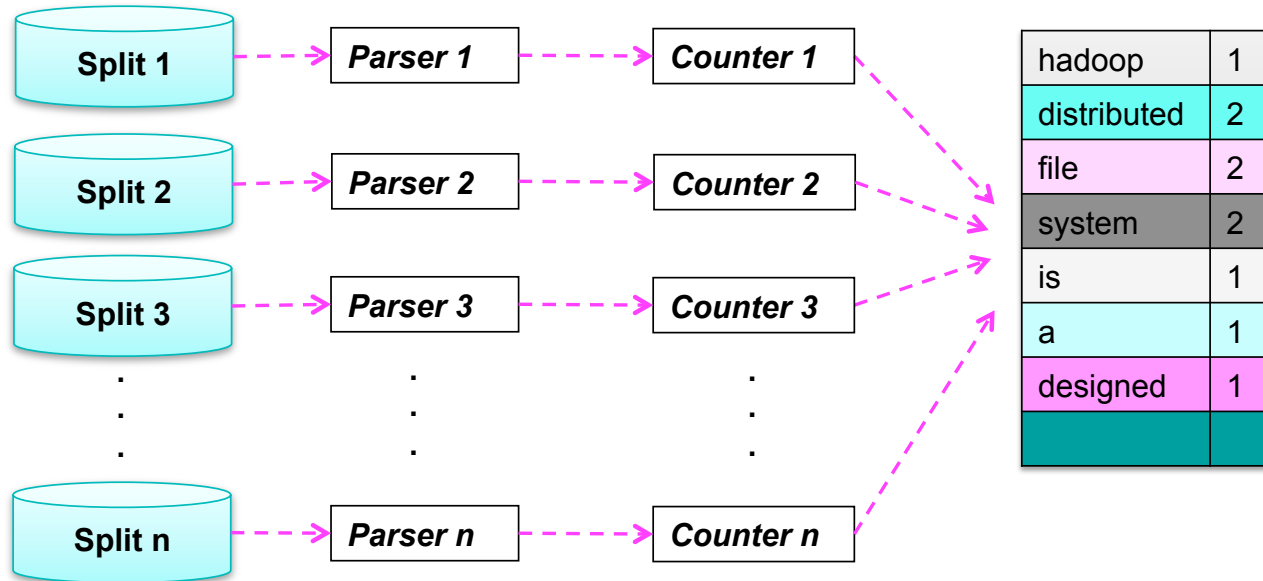 Split 1 Parser 1 Counter 1
Split 2 Parser 2 Counter 2
Split 3 Parser 3 Counter 3
. . .
. . .
. . .
Split n Parser n Counter n
hadoop 1
distributed 2
file 2
system 2
is 1
a 1
designed 1